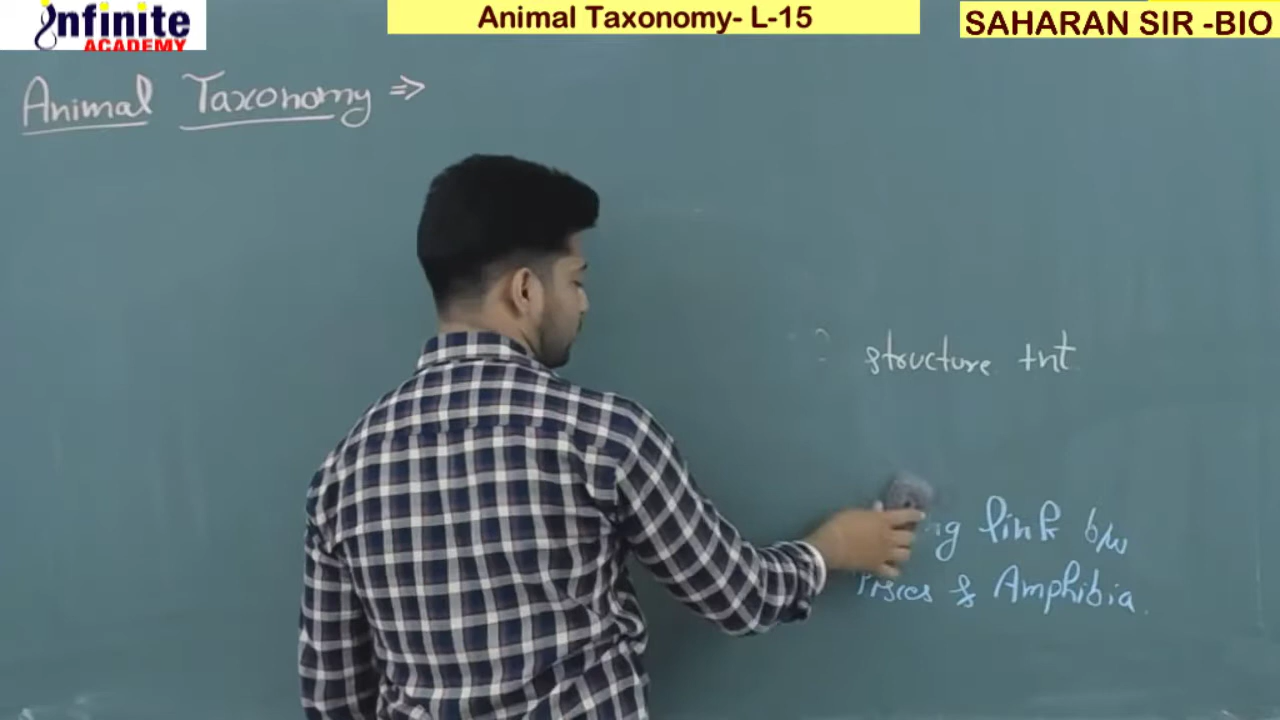 infinite
ACADEMY
Animal Taxonomy- L-15
SAHARAN SIR -BIO
Animal Taxonomy ⇒
structure tnt
link b/w
Pisces & Amphibia.